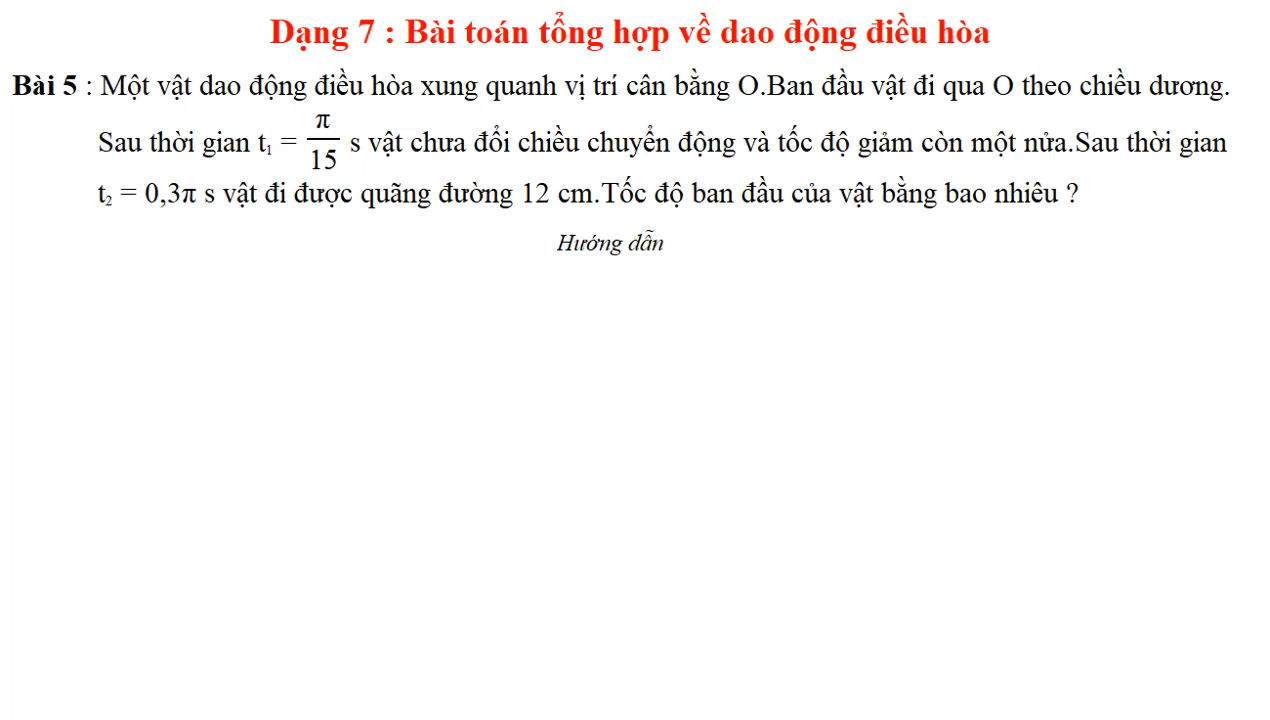 Dạng 7 : Bài toán tổng hợp về dao động điều hòa
Bài 5 : Một vật dao động điều hòa xung quanh vị trí cân bằng O.Ban đầu vật đi qua O theo chiều dương.
Sau thời gian t₁ = π/15 s vật chưa đổi chiều chuyển động và tốc độ giảm còn một nửa.Sau thời gian
t₂ = 0,3π s vật đi được quãng đường 12 cm.Tốc độ ban đầu của vật bằng bao nhiêu ?
Hướng dẫn